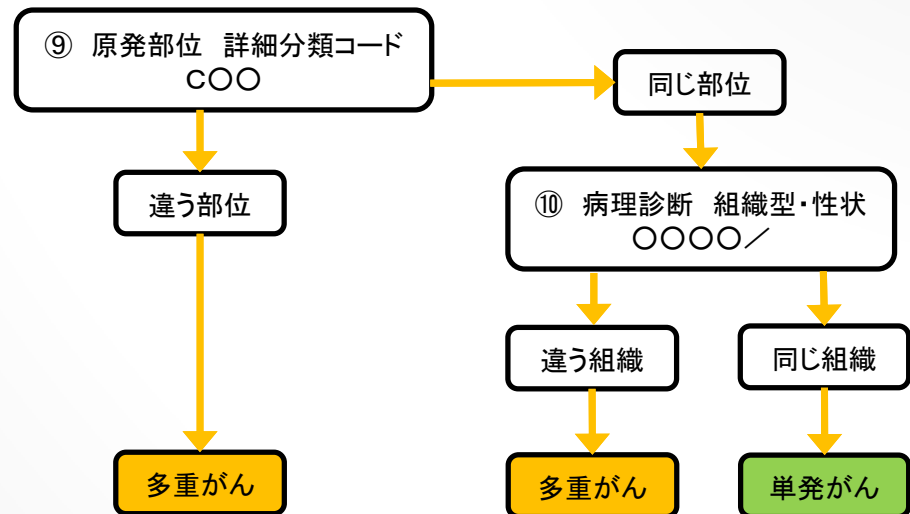 ⑨ 原発部位 詳細分類コード
C〇〇
同じ部位
違う部位
⑩ 病理診断 組織型・性状
〇〇〇〇／
違う組織
同じ組織
多重がん
多重がん
単発がん